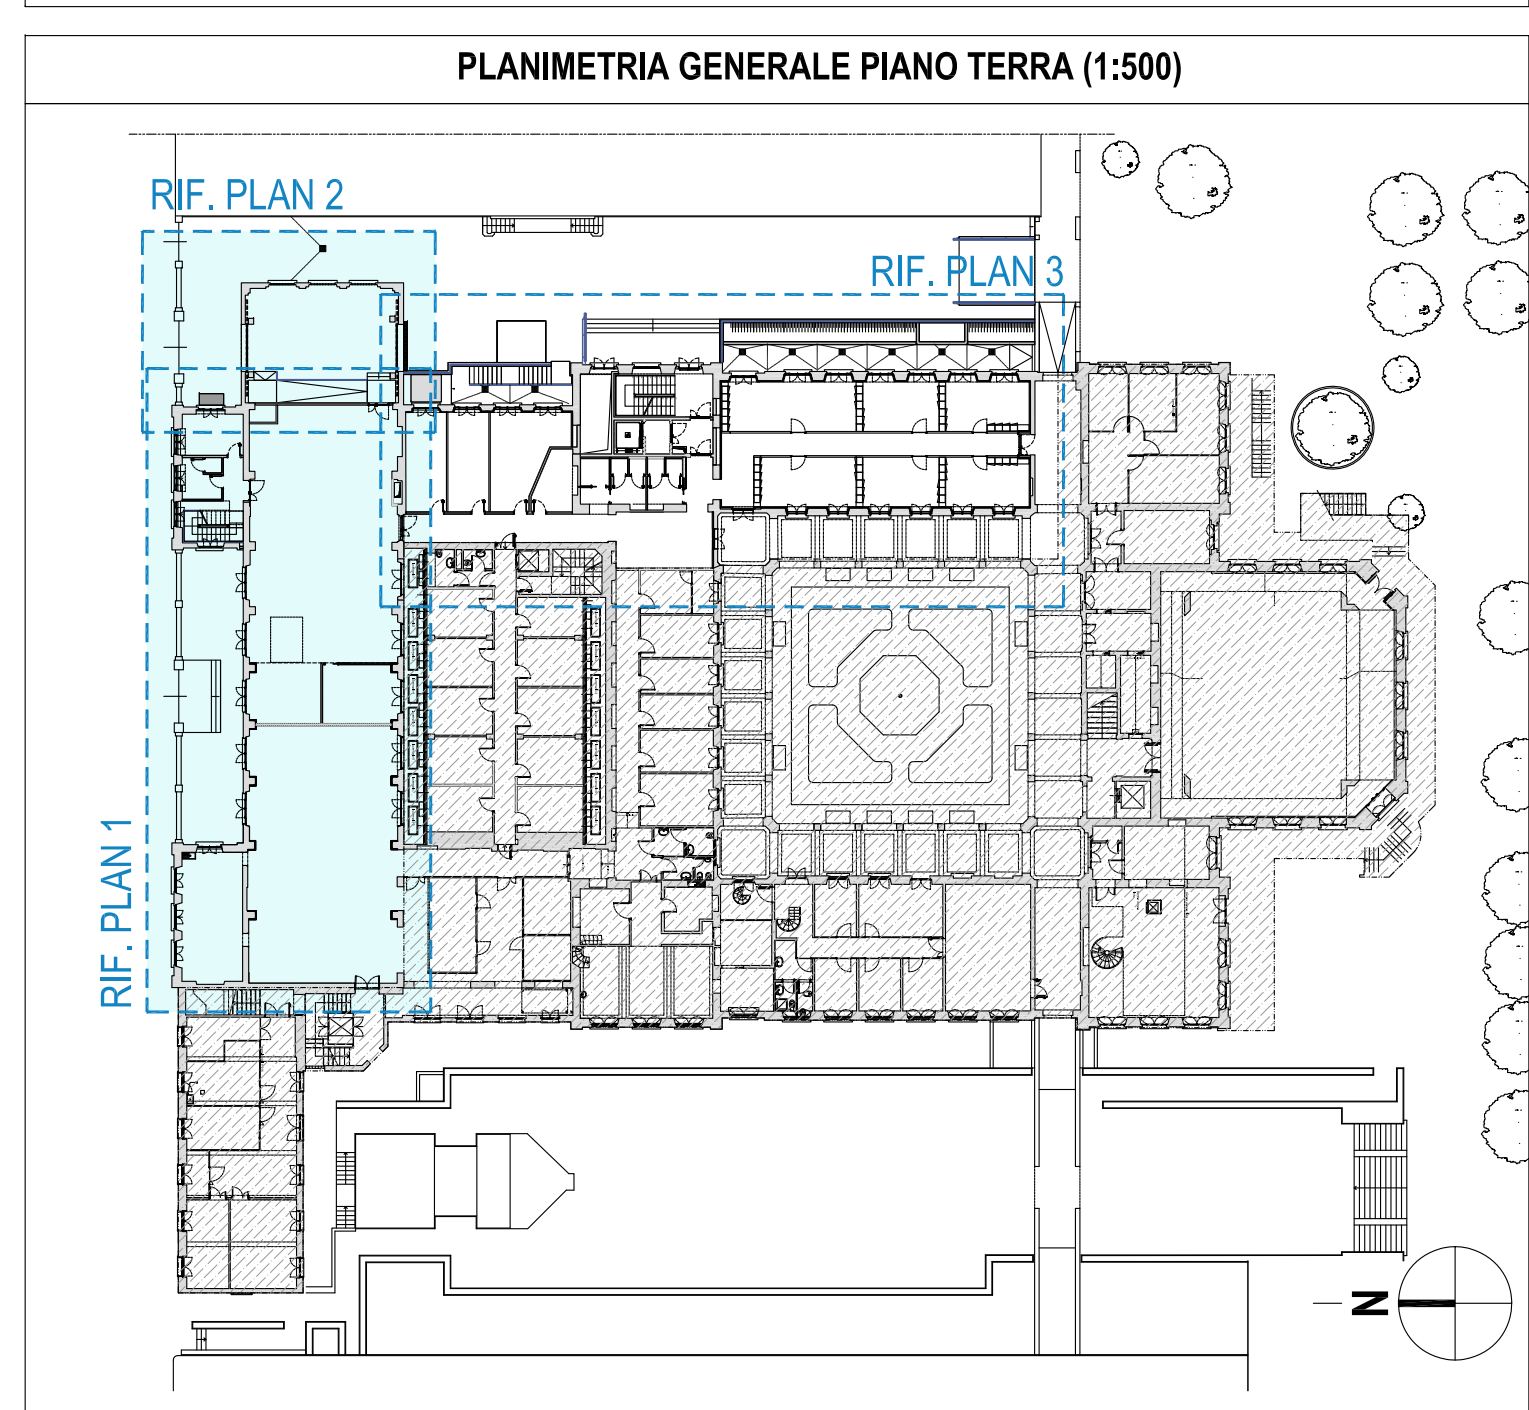 PLANIMETRIA GENERALE PIANO TERRA (1:500)
RIF. PLAN 2
RIF. PLAN 3
RIF. PLAN 1
N